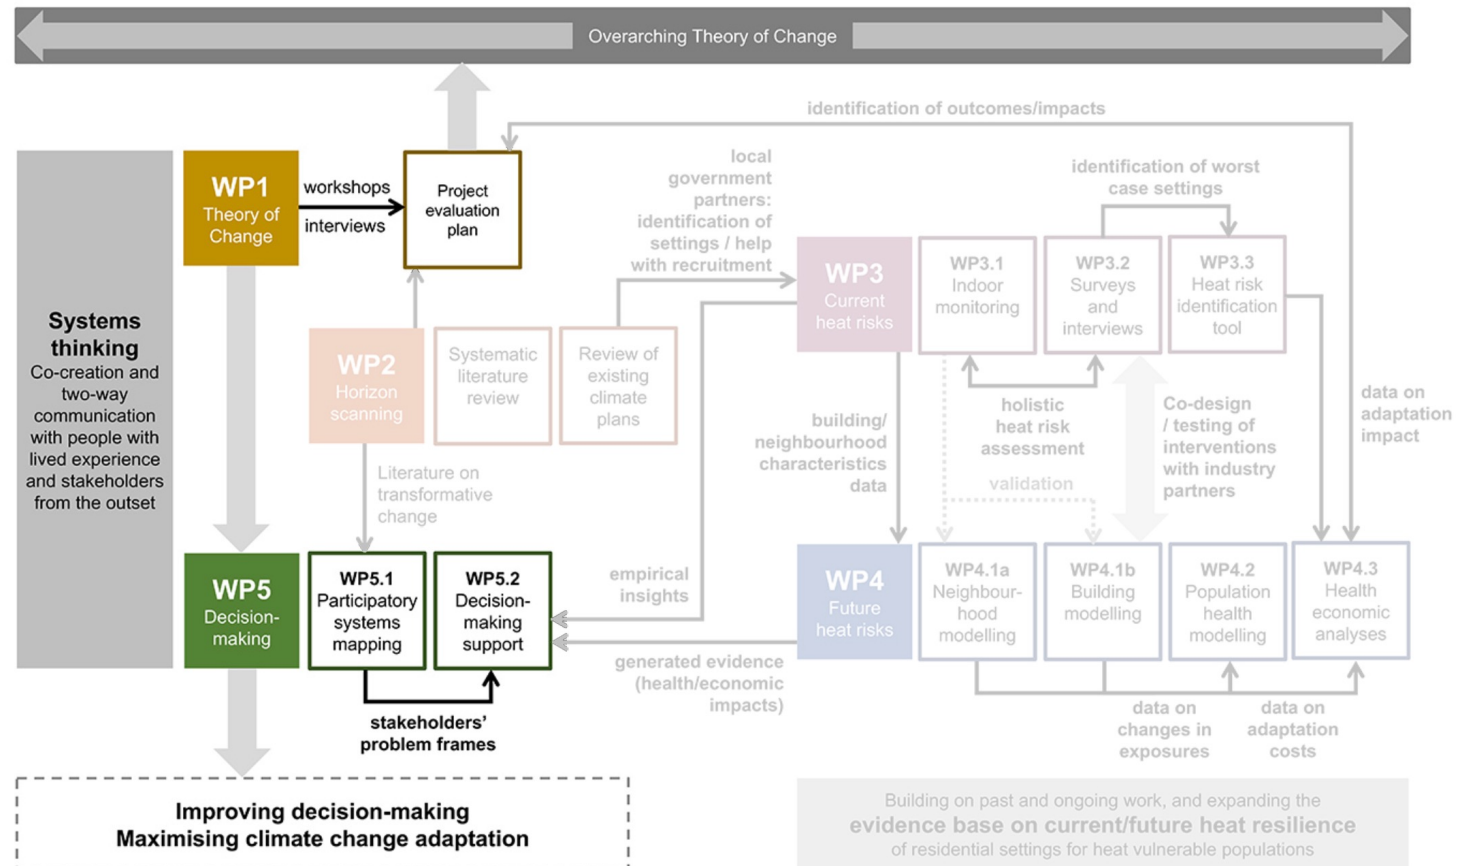 Overarching Theory of Change
identification of outcomes/impacts
WP1
Theory of
Change
workshops
interviews
Project
evaluation
plan
local
government
partners:
identification of
settings / help
with recruitment
identification of worst
case settings
Systems
thinking
Co-creation and
two-way
communication
with people with
lived experience
and stakeholders
from the outset
WP2
Horizon
scanning
Systematic
literature
review
Review of
existing
climate
plans
WP3
Current
heat risks
WP3.1
Indoor
monitoring
WP3.2
Surveys
and
interviews
WP3.3
Heat risk
identification
tool
Literature on
transformative
change
building/
neighbourhood
characteristics
data
holistic
heat risk
assessment
validation
Co-design
/ testing of
interventions
with industry
partners
data on
adaptation
impact
WP5
Decision-
making
WP5.1
Participatory
systems
mapping
WP5.2
Decision-
making
support
empirical
insights
generated evidence
(health/economic
impacts)
WP4
Future
heat risks
WP4.1a
Neighbour-
hood
modelling
WP4.1b
Building
modelling
WP4.2
Population
health
modelling
WP4.3
Health
economic
analyses
stakeholders'
problem frames
data on
changes in
exposures
data on
adaptation
costs
Improving decision-making
Maximising climate change adaptation
Building on past and ongoing work, and expanding the
evidence base on current/future heat resilience
of residential settings for heat vulnerable populations